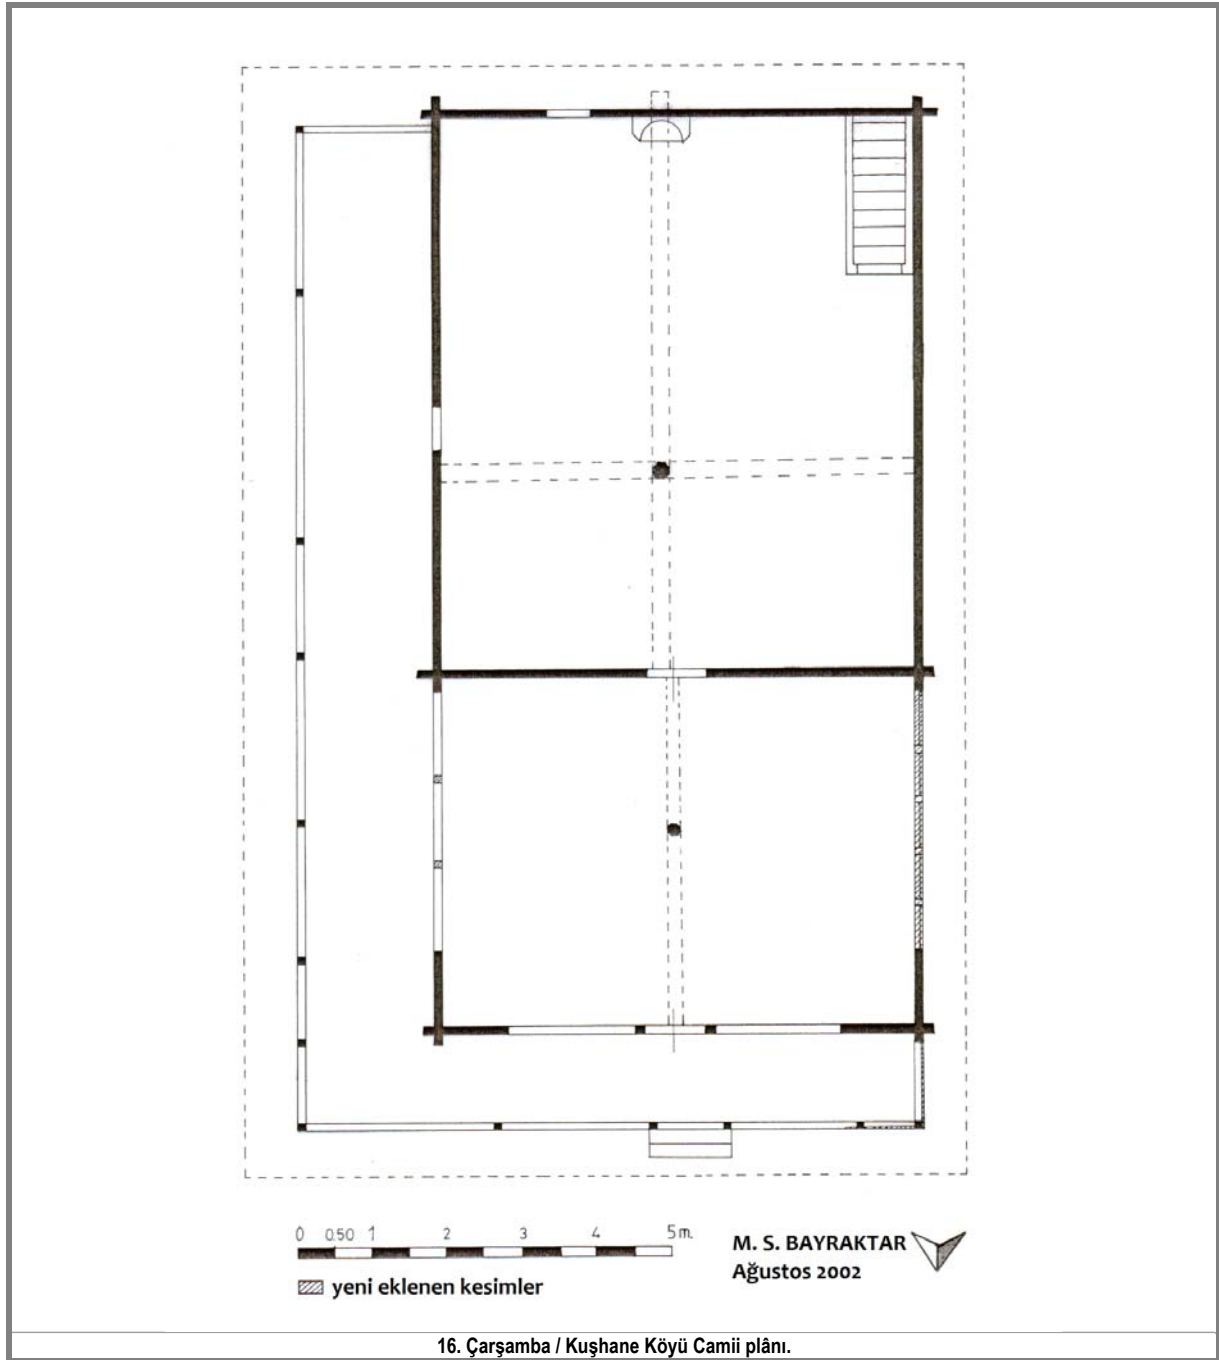 0 0.50 1 2 3 4 5 m.
M. S. BAYRAKTAR
Ağustos 2002
yeni eklenen kesimler
16. Çarşamba / Kuşhane Köyü Camii plânı.